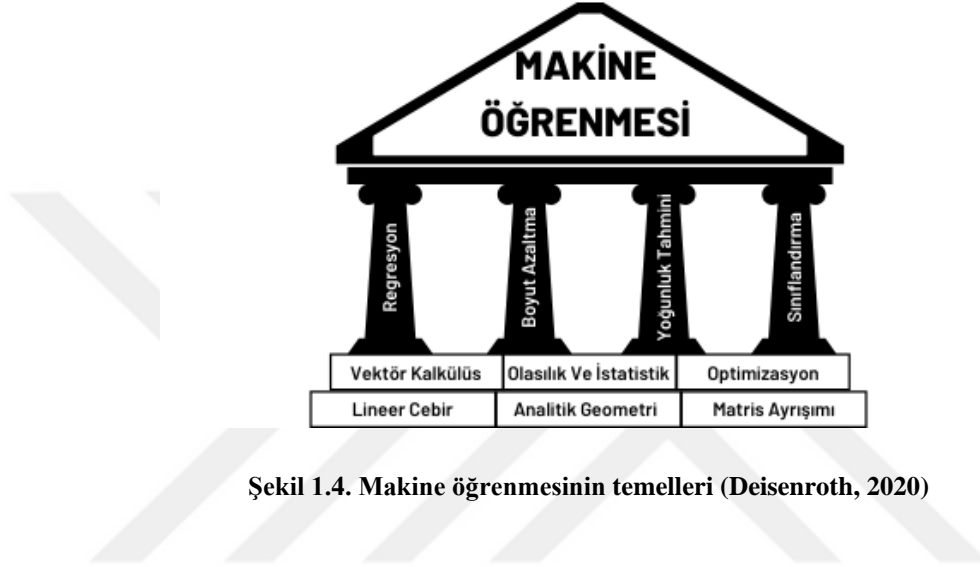 MAKİNE
ÖĞRENMESİ
Regresyon
Boyut Azaltma
Yoğunluk Tahmini
Sınıflandırma
Vektör Kalkülüs
Olasılık Ve İstatistik
Optimizasyon
Lineer Cebir
Analitik Geometri
Matris Ayrışımı
Şekil 1.4. Makine öğrenmesinin temelleri (Deisenroth, 2020)